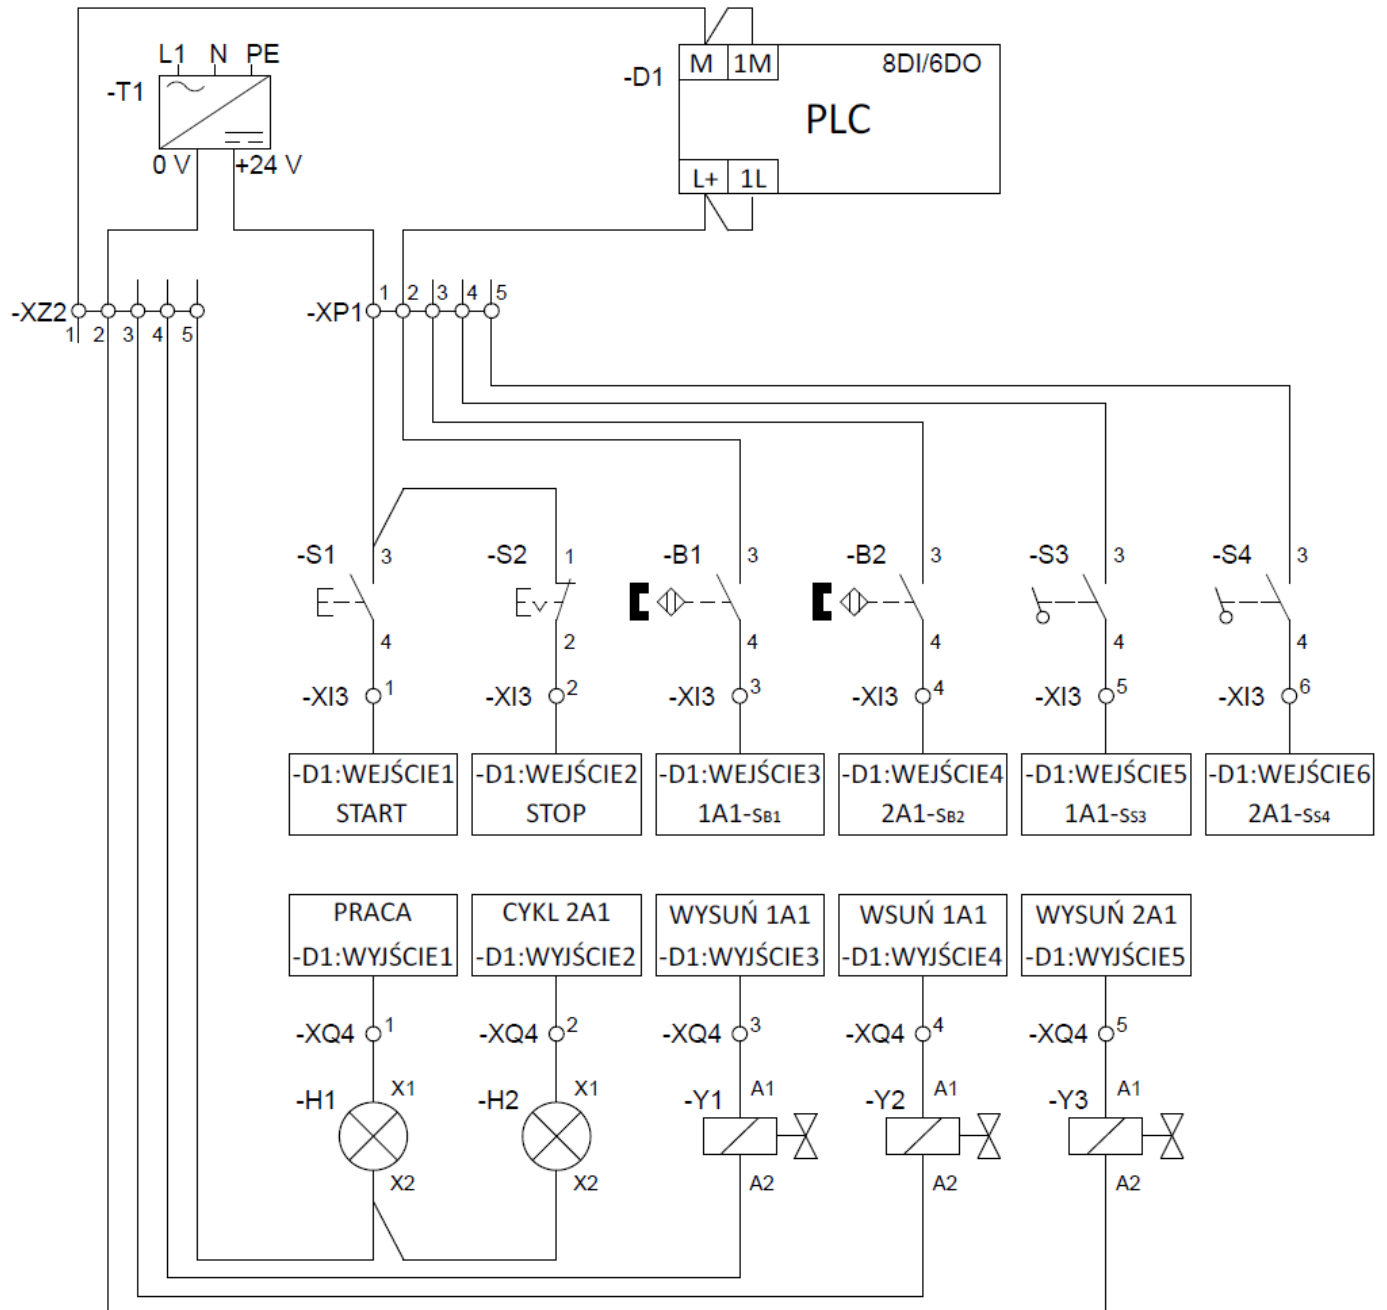 L1 N PE
-T1
0 V +24 V
-D1
M 1M 8DI/6DO
PLC
L+ 1L
-XZ2
1 2 3 4 5
-XP1
1 2 3 4 5
-S1 3 -S2 1 -B1 3 -B2 3 -S3 3 -S4 3
4 2 4 4 4 4
-XI3 1 -XI3 2 -XI3 3 -XI3 4 -XI3 5 -XI3 6
-D1:WEJŚCIE1
START
-D1:WEJŚCIE2
STOP
-D1:WEJŚCIE3
1A1-SB1
-D1:WEJŚCIE4
2A1-SB2
-D1:WEJŚCIE5
1A1-SS3
-D1:WEJŚCIE6
2A1-SS4
PRACA
-D1:WYJŚCIE1
CYKL 2A1
-D1:WYJŚCIE2
WYSUŃ 1A1
-D1:WYJŚCIE3
WSUŃ 1A1
-D1:WYJŚCIE4
WYSUŃ 2A1
-D1:WYJŚCIE5
-XQ4 1 -XQ4 2 -XQ4 3 -XQ4 4 -XQ4 5
-H1 X1 -H2 X1 -Y1 A1 -Y2 A1 -Y3 A1
X2 X2 A2 A2 A2